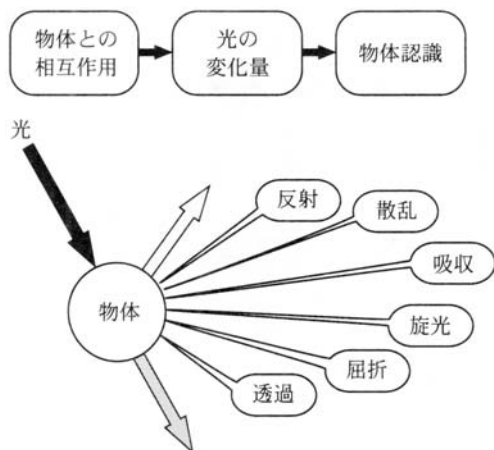 物体との
相互作用
光の
変化量
物体認識
光
反射
散乱
物体
吸収
旋光
屈折
透過